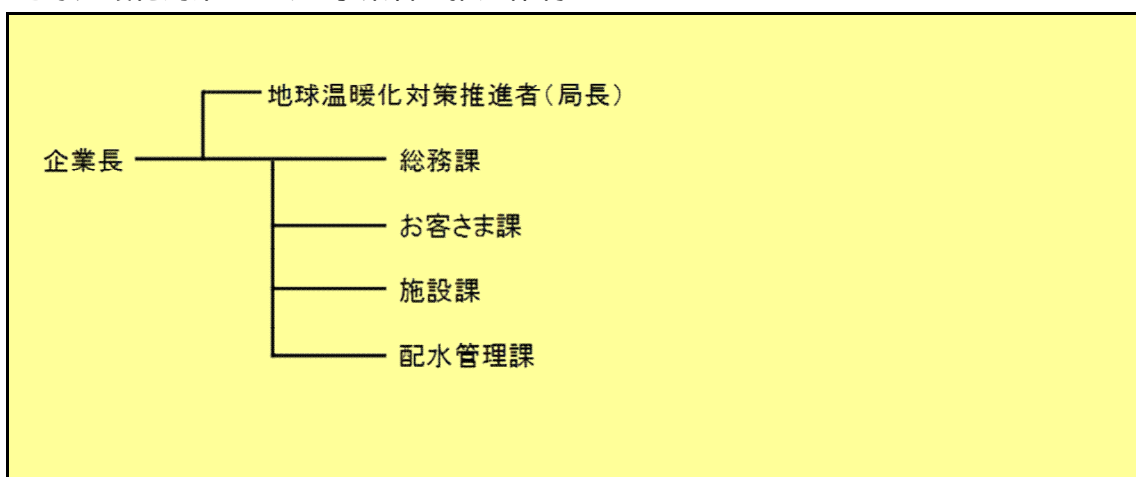 地球温暖化対策推進者(局長)
企業長
総務課
お客さま課
施設課
配水管理課